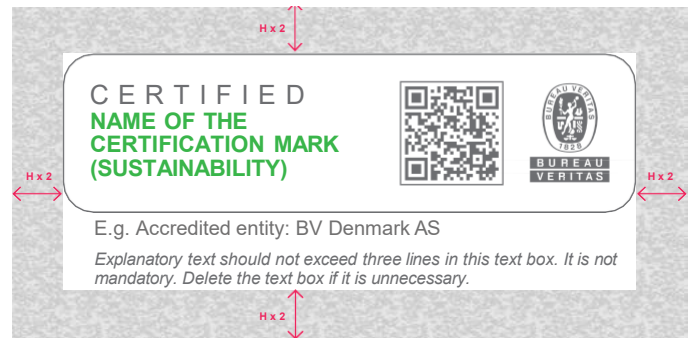 H x 2
CERTIFIED
NAME OF THE
CERTIFICATION MARK
(SUSTAINABILITY)
BUREAU VERITAS
1828
BUREAU
VERITAS
H x 2
H x 2
E.g. Accredited entity: BV Denmark AS
Explanatory text should not exceed three lines in this text box. It is not
mandatory. Delete the text box if it is unnecessary.
H x 2